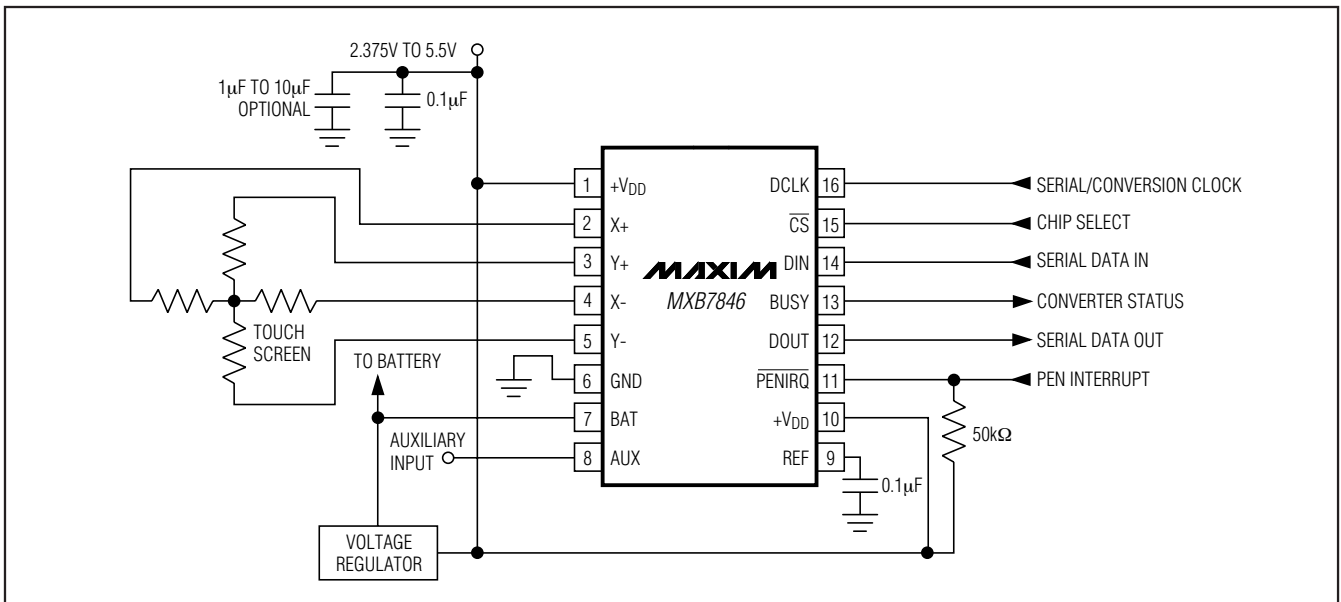 2.375V TO 5.5V
1μF TO 10μF
OPTIONAL
0.1μF
1 +VDD
2 X+
3 Y+
4 X-
5 Y-
6 GND
7 BAT
8 AUX
MAXIM
MXB7846
DCLK 16
CS 15
DIN 14
BUSY 13
DOUT 12
PENIRQ 11
+VDD 10
REF 9
SERIAL/CONVERSION CLOCK
CHIP SELECT
SERIAL DATA IN
CONVERTER STATUS
SERIAL DATA OUT
PEN INTERRUPT
TOUCH
SCREEN
TO BATTERY
AUXILIARY
INPUT
50kΩ
0.1μF
VOLTAGE
REGULATOR